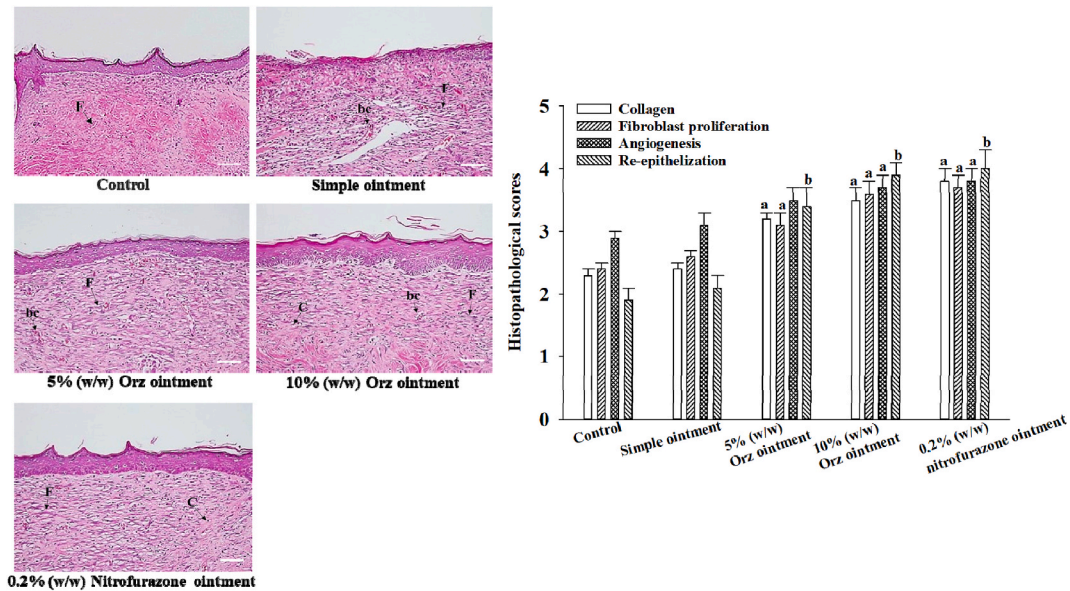 F
Control
bc
F
Simple ointment
F
bc
5% (w/w) Orz ointment
C
bc
F
10% (w/w) Orz ointment
F
C
0.2% (w/w) Nitrofurazone ointment
Histopathological scores
5
4
3
2
1
0
Collagen
Fibroblast proliferation
Angiogenesis
Re-epithelization
a a b
a a a b
a a a b
Control
Simple ointment
5% (w/w)
Orz ointment
10% (w/w)
Orz ointment
0.2% (w/w)
nitrofurazone ointment